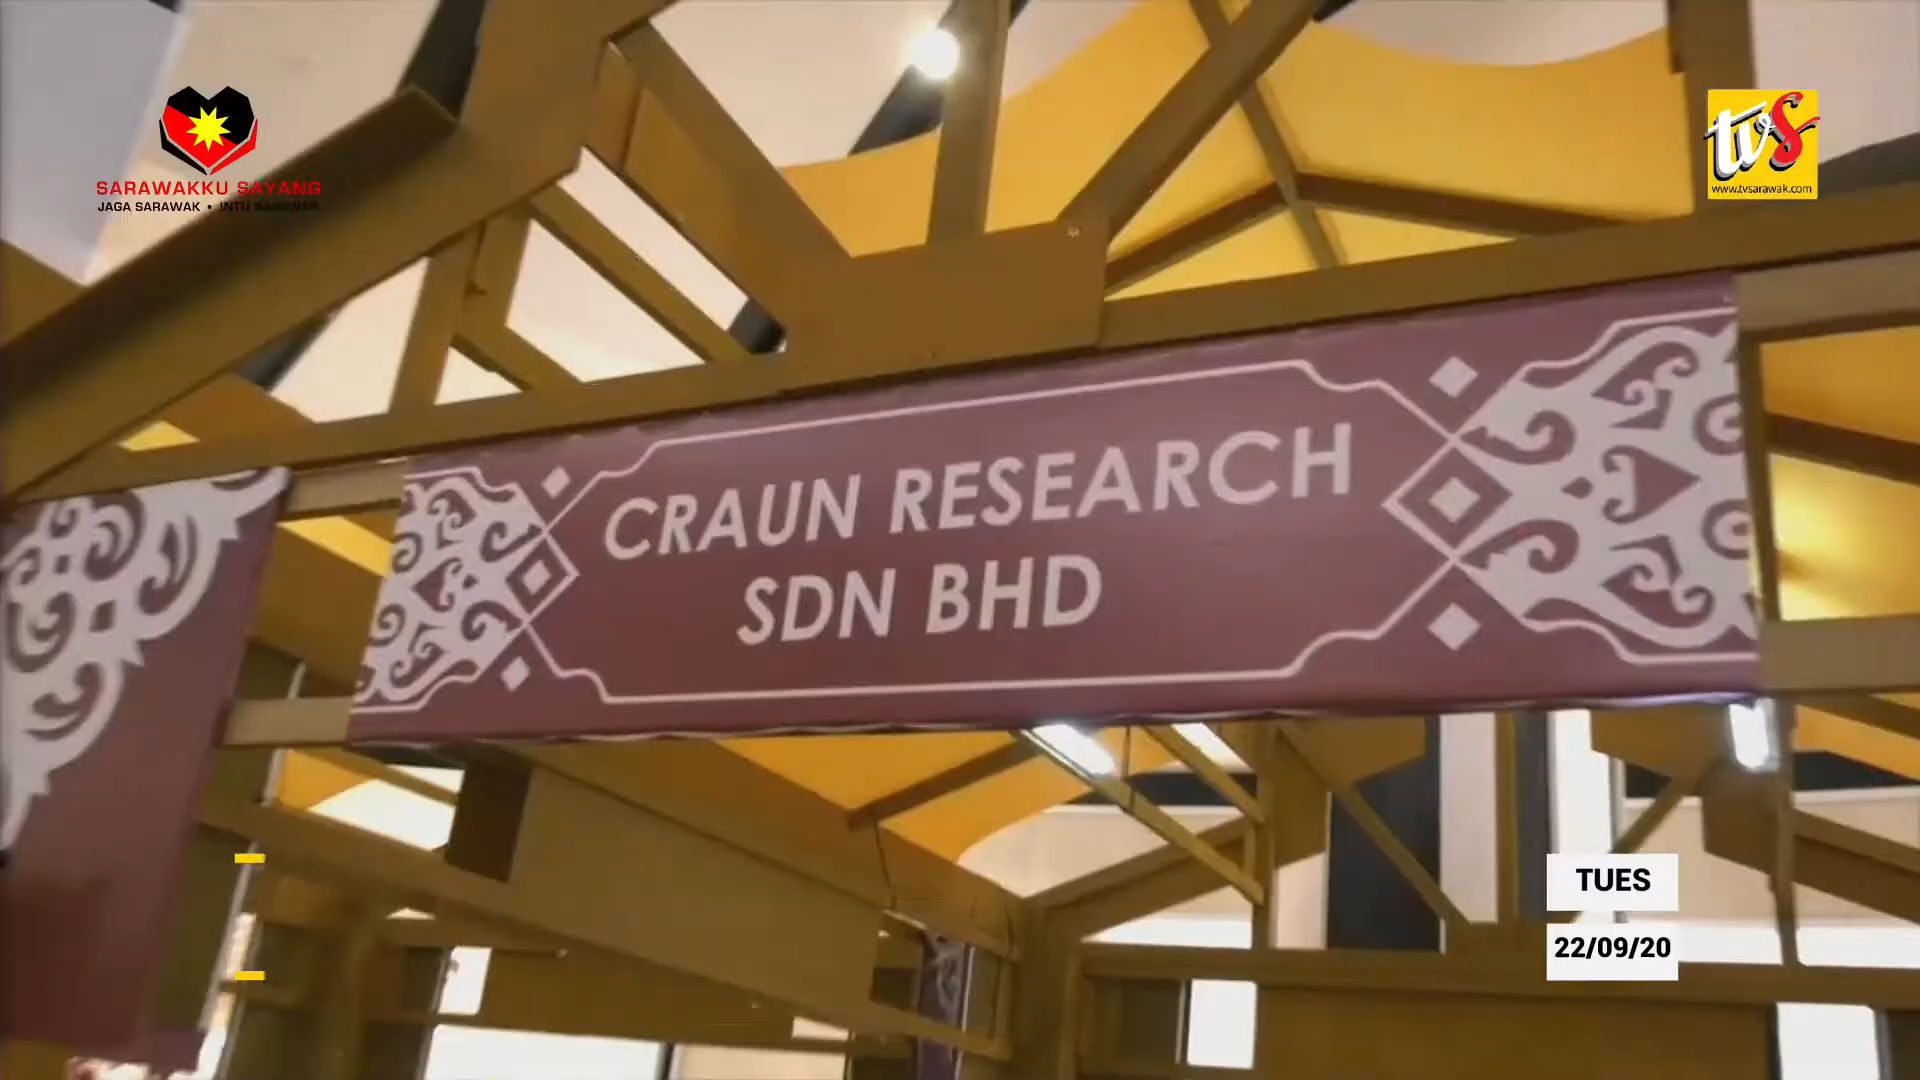 SARAWAKKU SAYANG
JAGA SARAWAK • INTU SARAWAK
tvS
www.tvsarawak.com
CRAUN RESEARCH
SDN BHD
TUES
22/09/20